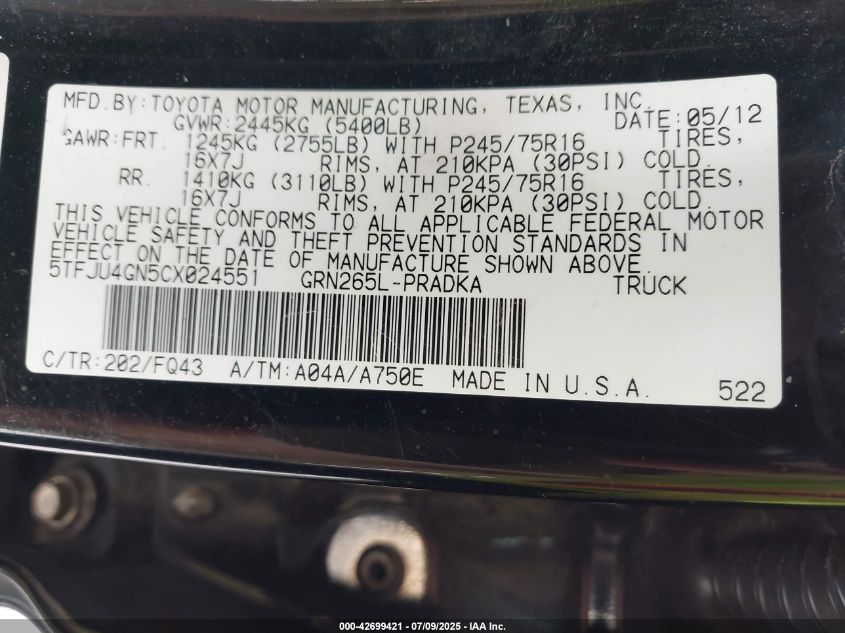 MFD.BY:TOYOTA MOTOR MANUFACTURING, TEXAS, INC.
GVWR:2445KG (5400LB) DATE:05/12
GAWR:FRT. 1245KG (2755LB) WITH P245/75R16 TIRES,
16X7J RIMS, AT 210KPA (30PSI) COLD.
RR. 1410KG (3110LB) WITH P245/75R16 TIRES,
16X7J RIMS, AT 210KPA (30PSI) COLD.
THIS VEHICLE CONFORMS TO ALL APPLICABLE FEDERAL MOTOR
VEHICLE SAFETY AND THEFT PREVENTION STANDARDS IN
EFFECT ON THE DATE OF MANUFACTURE SHOWN ABOVE.
5TFJU4GN5CX024551 GRN265L-PRADKA TRUCK
C/TR:202/FQ43 A/TM:A04A/A750E MADE IN U.S.A. 522
000-42699421 | 07/09/2025 - IAA Inc.